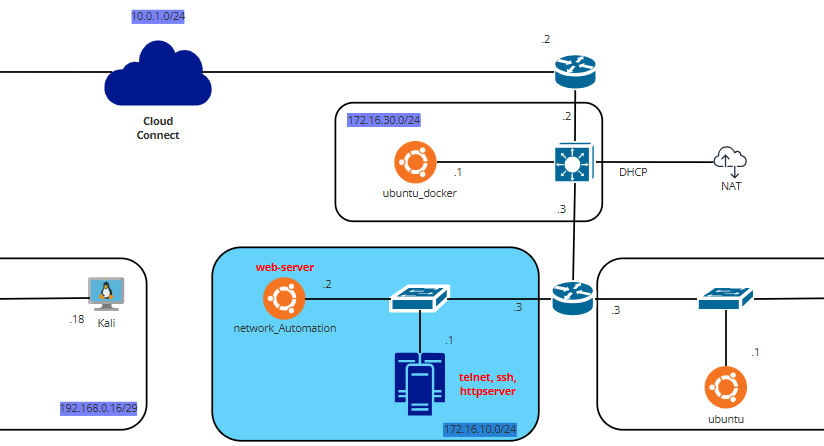 10.0.1.0/24
.2
Cloud
Connect
172.16.30.0/24
.2
.1
ubuntu_docker
DHCP
NAT
.3
web-server
.2
network_Automation
.3
.3
.18
Kali
.1
.1
telnet, ssh,
httpserver
192.168.0.16/29
172.16.10.0/24
ubuntu